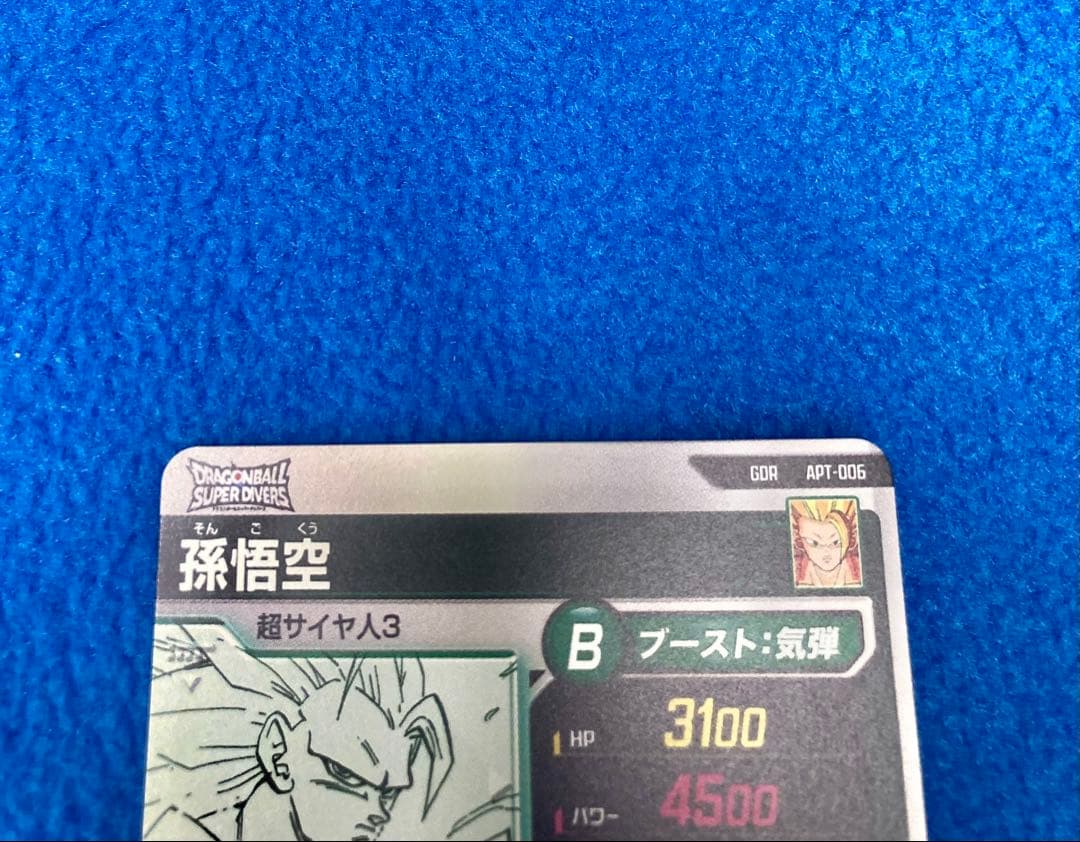 DRAGONBALL
SUPER DIVERS
GDR APT-006
そん ご くう
孫悟空
超サイヤ人3
B ブースト:気弾
HP 3100
パワー 4500